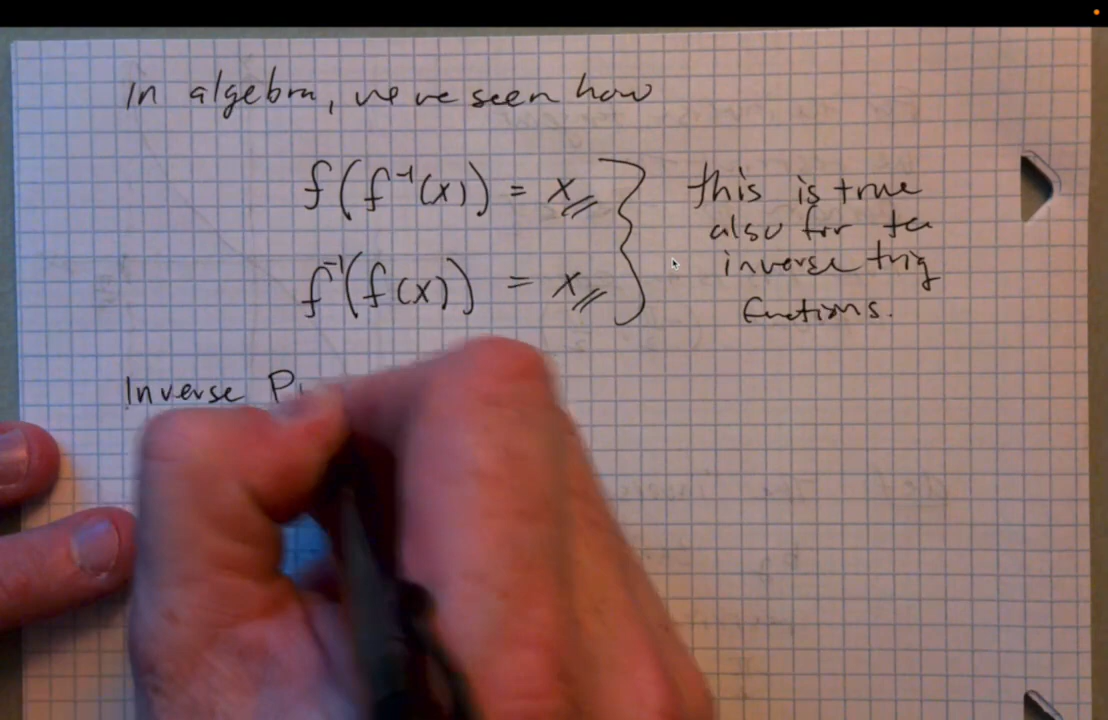 In algebra, we've seen how
f(f⁻¹(x)) = x
this is true
also for the
f⁻¹(f(x)) = x
inverse trig
functions.
Inverse